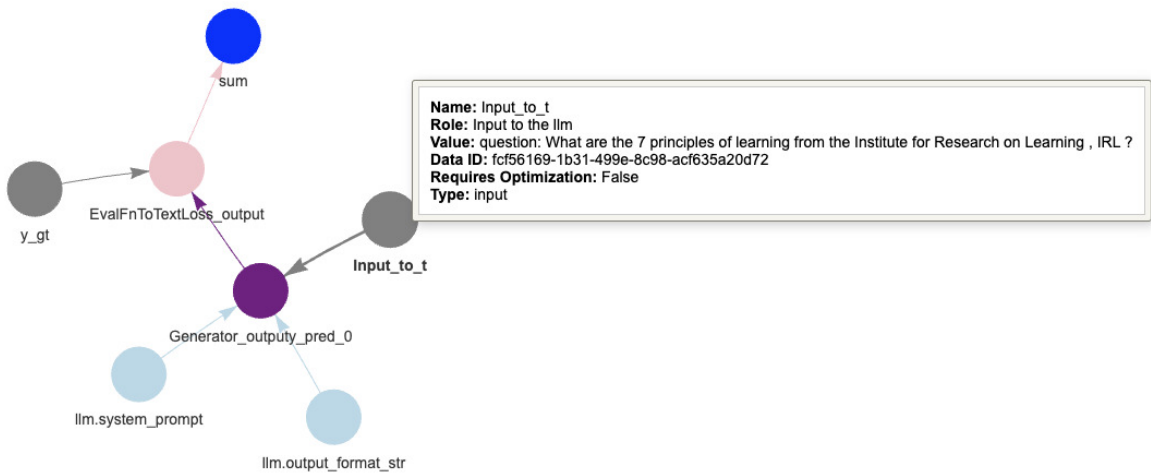 sum
Name: Input_to_t
Role: Input to the llm
Value: question: What are the 7 principles of learning from the Institute for Research on Learning , IRL ?
Data ID: fcf56169-1b31-499e-8c98-acf635a20d72
Requires Optimization: False
Type: input
EvalFnToTextLoss_output
y_gt
Input_to_t
Generator_outputy_pred_0
llm.system_prompt
llm.output_format_str